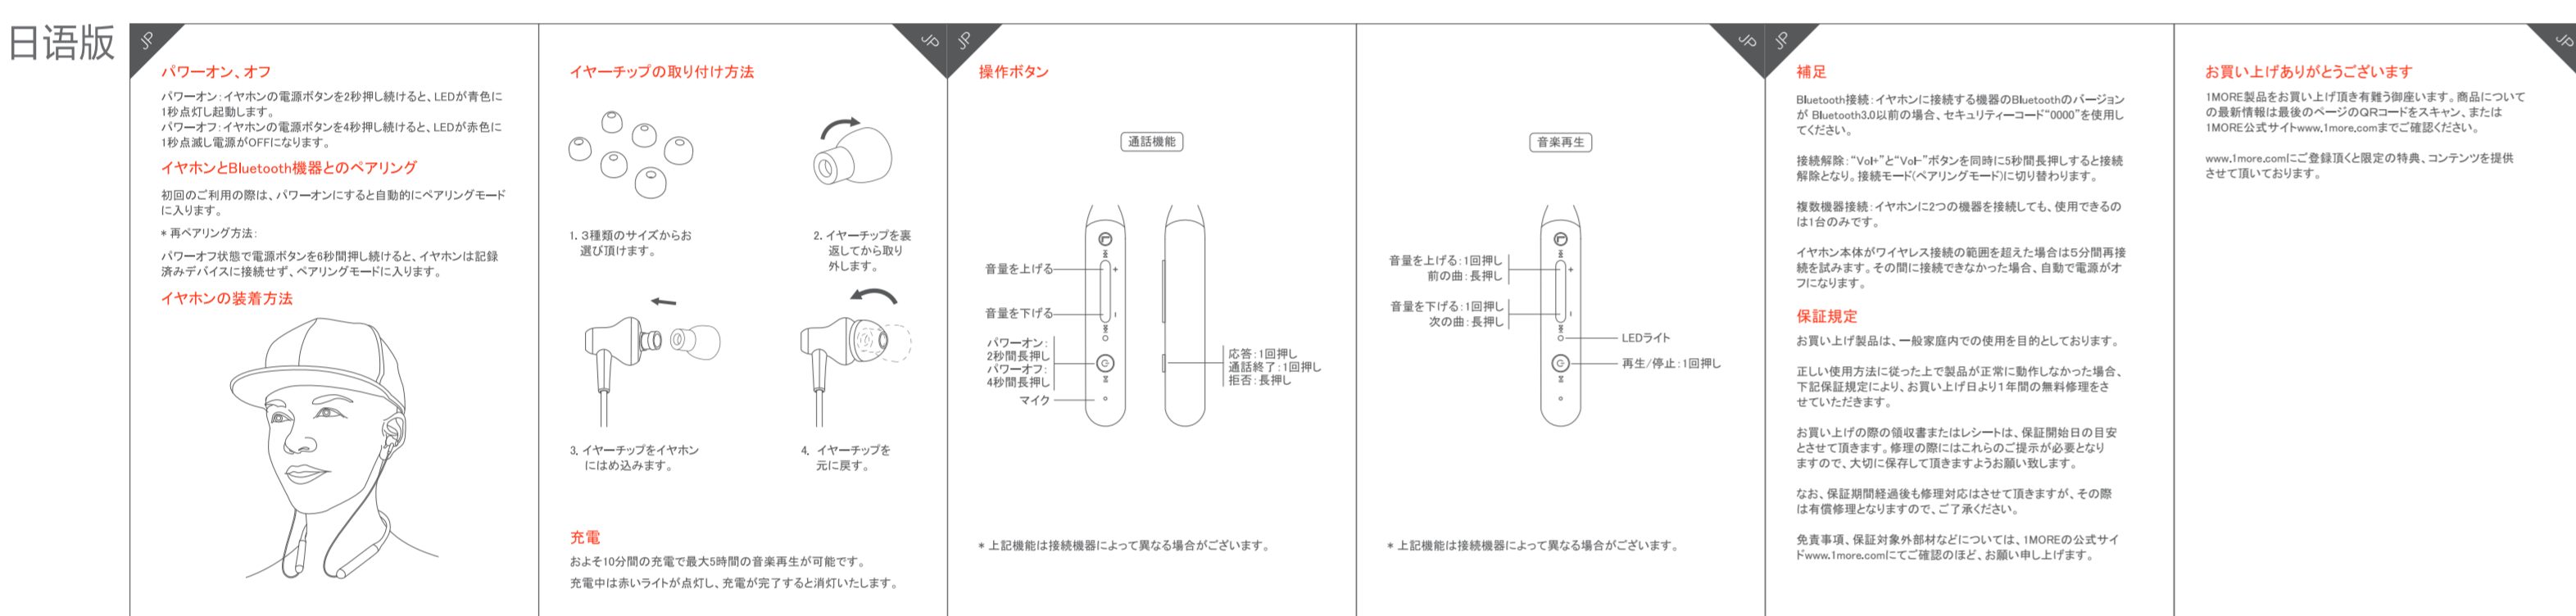 日语版
JP
パワーオン、オフ
パワーオン:イヤホンの電源ボタンを2秒押し続けると、LEDが青色に
1秒点灯し起動します。
パワーオフ:イヤホンの電源ボタンを4秒押し続けると、LEDが赤色に
1秒点滅し電源がOFFになります。
イヤホンとBluetooth機器とのペアリング
初回のご利用の際は、パワーオンにすると自動的にペアリングモード
に入ります。
* 再ペアリング方法:
パワーオフ状態で電源ボタンを6秒間押し続けると、イヤホンは記録
済みデバイスに接続せず、ペアリングモードに入ります。
イヤホンの装着方法
JP
イヤーチップの取り付け方法
1. 3種類のサイズからお
選び頂けます。
2. イヤーチップを裏
返してから取り
外します。
3. イヤーチップをイヤホン
にはめ込みます。
4. イヤーチップを
元に戻す。
充電
およそ10分間の充電で最大5時間の音楽再生が可能です。
充電中は赤いライトが点灯し、充電が完了すると消灯いたします。
JP
操作ボタン
通話機能
+
音量を上げる
音量を下げる
-
パワーオン:
2秒間長押し
パワーオフ:
4秒間長押し
マイク
応答:1回押し
通話終了:1回押し
拒否:長押し
* 上記機能は接続機器によって異なる場合がございます。
JP
音楽再生
音量を上げる:1回押し
前の曲:長押し
+
音量を下げる:1回押し
次の曲:長押し
-
LEDライト
再生/停止:1回押し
* 上記機能は接続機器によって異なる場合がございます。
JP
補足
Bluetooth接続:イヤホンに接続する機器のBluetoothのバージョン
が Bluetooth3.0以前の場合、セキュリティーコード"0000"を使用し
てください。
接続解除:"Vol+"と"Vol-"ボタンを同時に5秒間長押しすると接続
解除となり。接続モード(ペアリングモード)に切り替わります。
複数機器接続:イヤホンに2つの機器を接続しても、使用できるの
は1台のみです。
イヤホン本体がワイヤレス接続の範囲を超えた場合は5分間再接
続を試みます。その間に接続できなかった場合、自動で電源がオ
フになります。
保証規定
お買い上げ製品は、一般家庭内での使用を目的としております。
正しい使用方法に従った上で製品が正常に動作しなかった場合、
下記保証規定により、お買い上げ日より1年間の無料修理をさ
せていただきます。
お買い上げの際の領収書またはレシートは、保証開始日の目安
とさせて頂きます。修理の際にはこれらのご提示が必要となり
ますので、大切に保存して頂きますようお願い致します。
なお、保証期間経過後も修理対応はさせて頂きますが、その際
は有償修理となりますので、ご了承ください。
免責事項、保証対象外部材などについては、1MOREの公式サイ
トwww.1more.comにてご確認のほど、お願い申し上げます。
JP
お買い上げありがとうございます
1MORE製品をお買い上げ頂き有難う御座います。商品について
の最新情報は最後のページのQRコードをスキャン、または
1MORE公式サイトwww.1more.comまでご確認ください。
www.1more.comにご登録頂くと限定の特典、コンテンツを提供
させて頂いております。